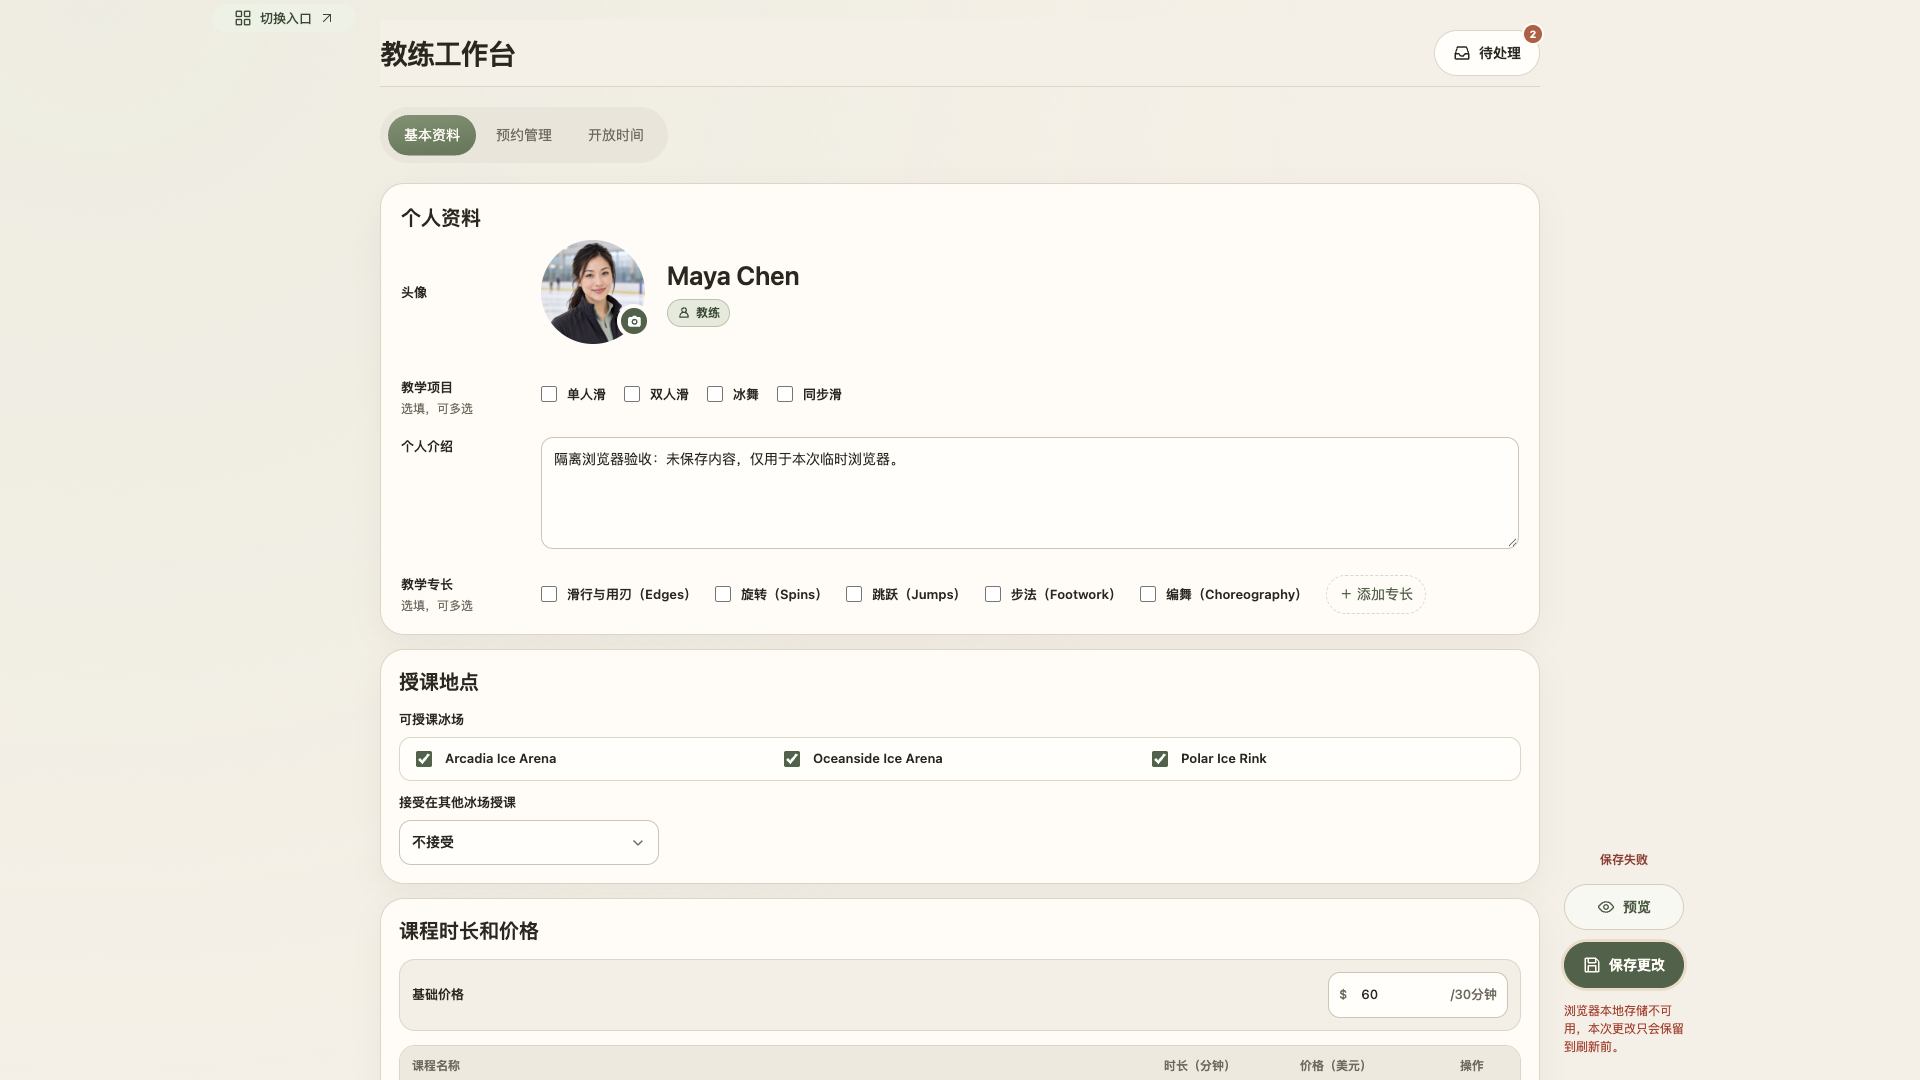 切换入口
教练工作台
待处理
2
基本资料
预约管理
开放时间
个人资料
头像
Maya Chen
教练
教学项目
选填，可多选
单人滑
双人滑
冰舞
同步滑
个人介绍
隔离浏览器验收：未保存内容，仅用于本次临时浏览器。
教学专长
选填，可多选
滑行与用刃（Edges）
旋转（Spins）
跳跃（Jumps）
步法（Footwork）
编舞（Choreography）
+ 添加专长
授课地点
可授课冰场
Arcadia Ice Arena
Oceanside Ice Arena
Polar Ice Rink
接受在其他冰场授课
不接受
课程时长和价格
基础价格
$ 60 /30分钟
课程名称
时长（分钟）
价格（美元）
操作
保存失败
预览
保存更改
浏览器本地存储不可
用，本次更改只会保留
到刷新前。